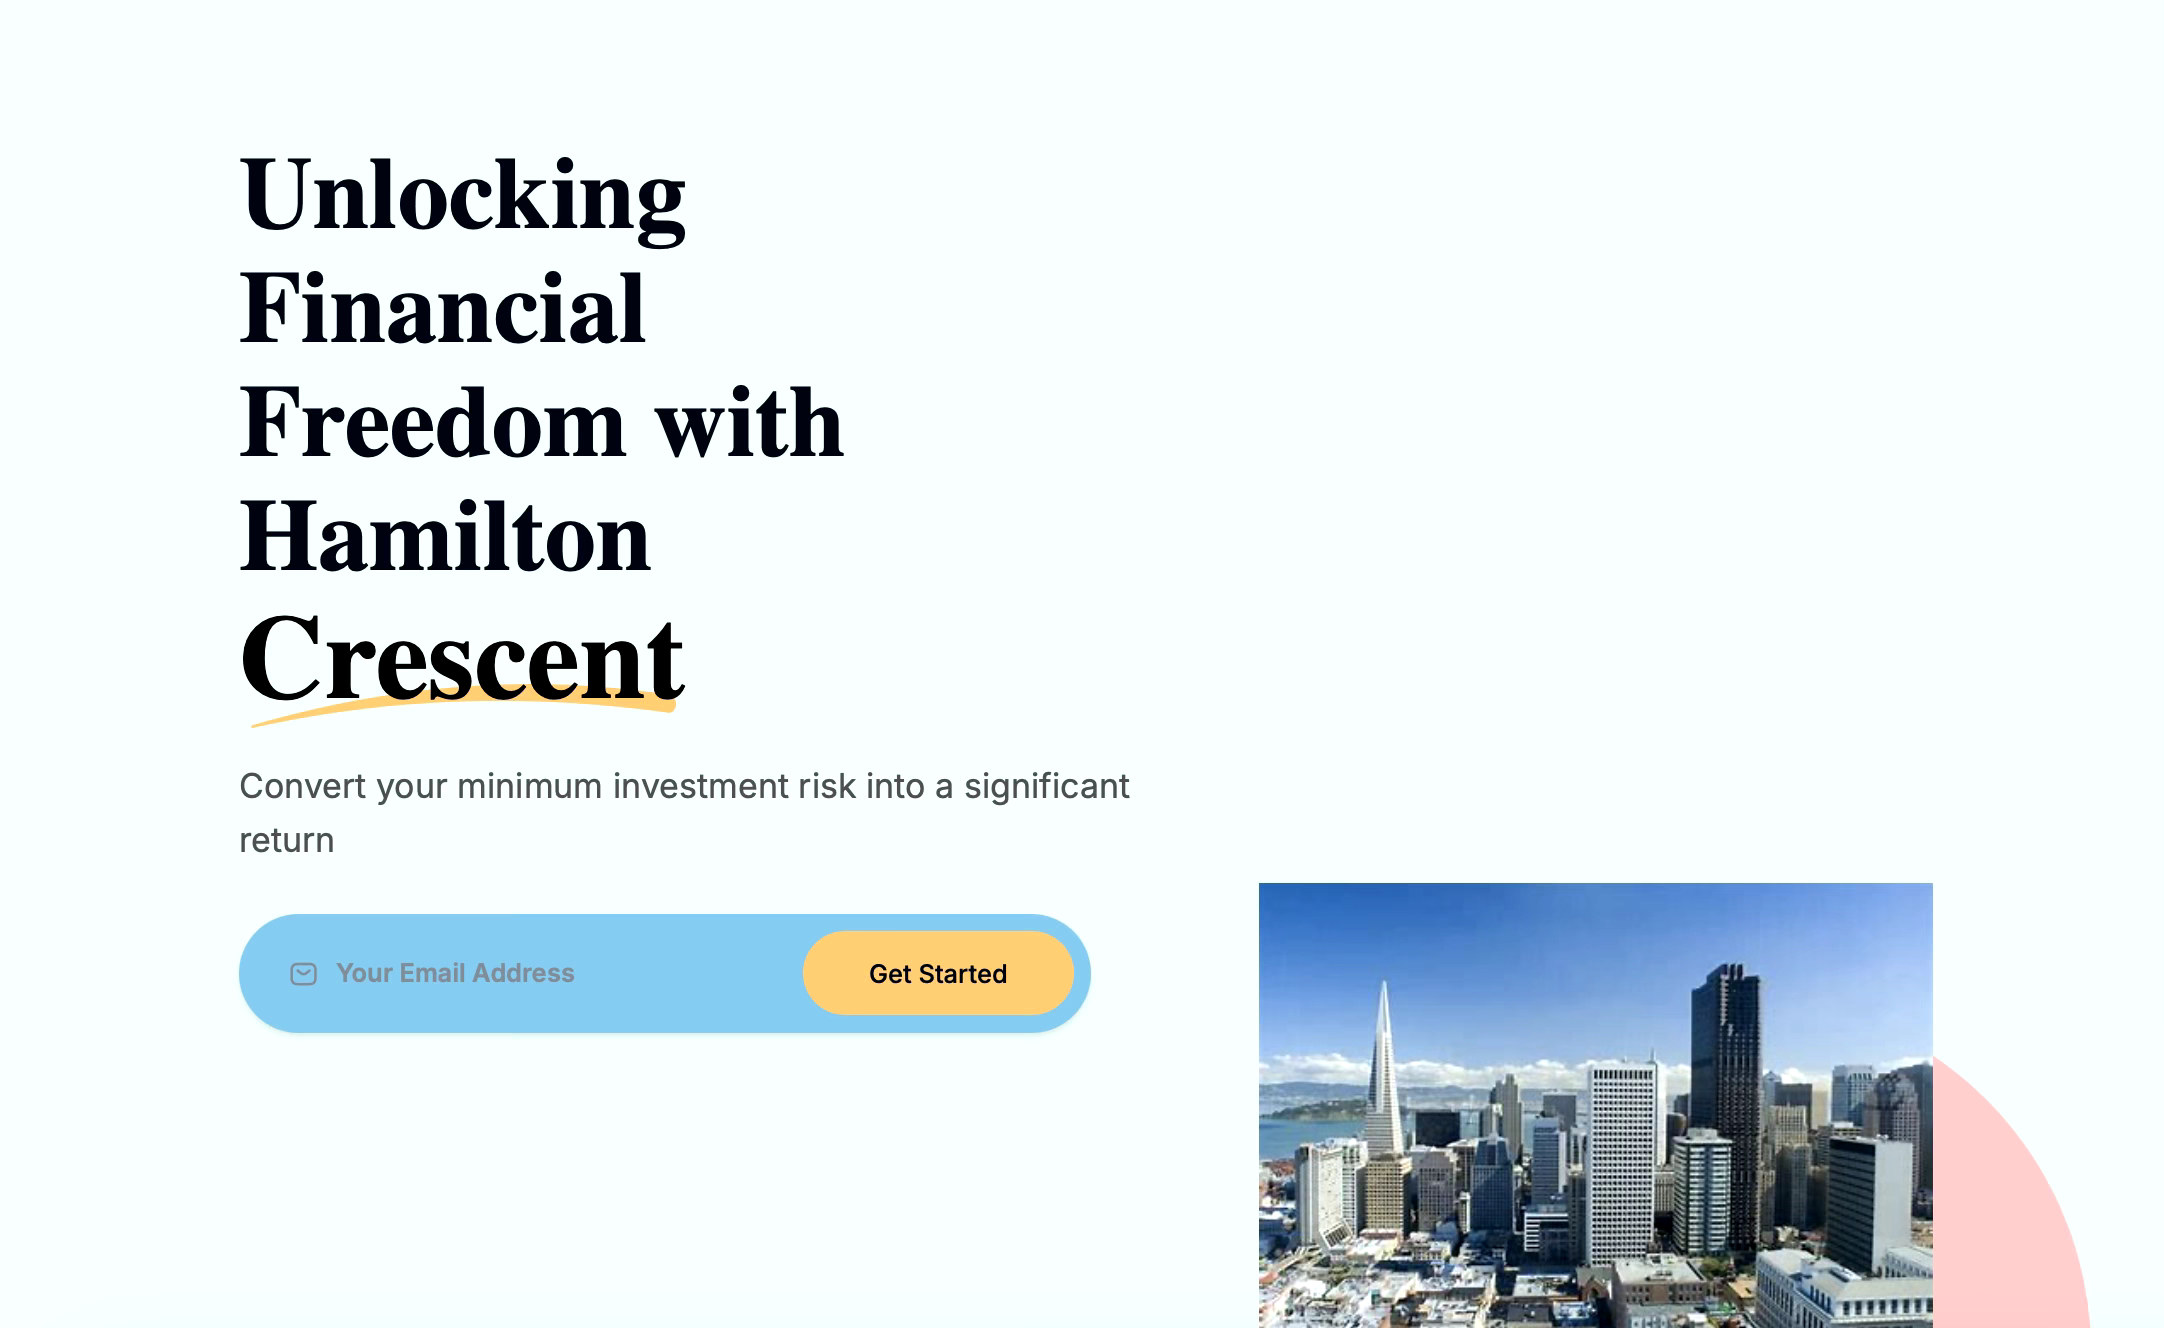 Unlocking
Financial
Freedom with
Hamilton
Crescent
Convert your minimum investment risk into a significant
return
Your Email Address
Get Started